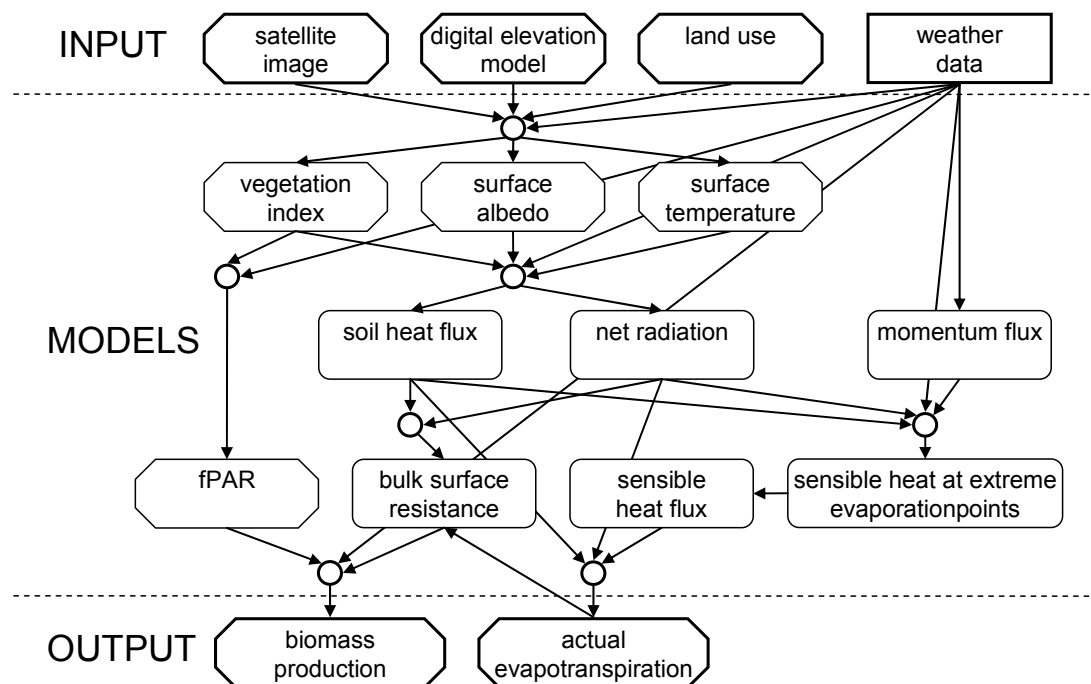 INPUT
satellite
image
digital elevation
model
land use
weather
data
vegetation
index
surface
albedo
surface
temperature
MODELS
soil heat flux
net radiation
momentum flux
fPAR
bulk surface
resistance
sensible
heat flux
sensible heat at extreme
evaporationpoints
OUTPUT
biomass
production
actual
evapotranspiration